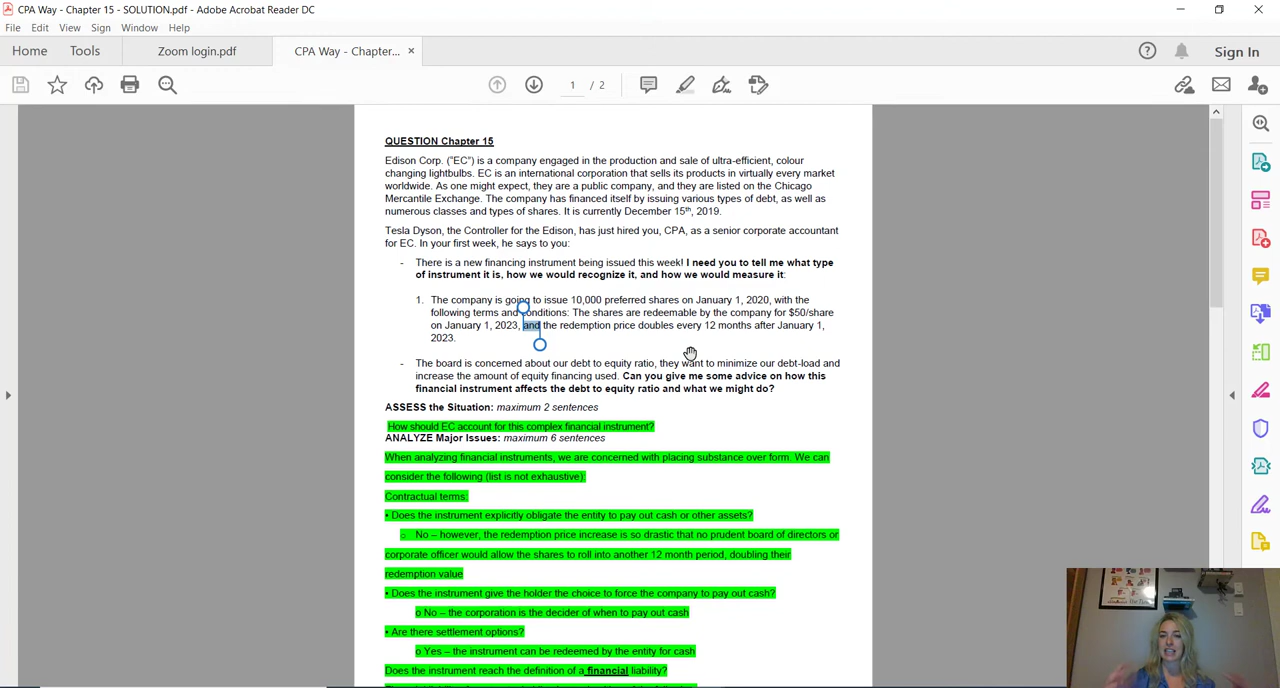 CPA Way - Chapter 15 - SOLUTION.pdf - Adobe Acrobat Reader DC
File Edit View Sign Window Help
Home Tools Zoom login.pdf CPA Way - Chapter... × Sign In
1 / 2
QUESTION Chapter 15
Edison Corp. ("EC") is a company engaged in the production and sale of ultra-efficient, colour
changing lightbulbs. EC is an international corporation that sells its products in virtually every market
worldwide. As one might expect, they are a public company, and they are listed on the Chicago
Mercantile Exchange. The company has financed itself by issuing various types of debt, as well as
numerous classes and types of shares. It is currently December 15th, 2019.
Tesla Dyson, the Controller for the Edison, has just hired you, CPA, as a senior corporate accountant
for EC. In your first week, he says to you:
- There is a new financing instrument being issued this week! I need you to tell me what type
of instrument it is, how we would recognize it, and how we would measure it:
1. The company is going to issue 10,000 preferred shares on January 1, 2020, with the
following terms and conditions: The shares are redeemable by the company for $50/share
on January 1, 2023, and the redemption price doubles every 12 months after January 1,
2023.
- The board is concerned about our debt to equity ratio, they want to minimize our debt-load and
increase the amount of equity financing used. Can you give me some advice on how this
financial instrument affects the debt to equity ratio and what we might do?
ASSESS the Situation: maximum 2 sentences
How should EC account for this complex financial instrument?
ANALYZE Major Issues: maximum 6 sentences
When analyzing financial instruments, we are concerned with placing substance over form. We can
consider the following (list is not exhaustive):
Contractual terms:
• Does the instrument explicitly obligate the entity to pay out cash or other assets?
o No – however, the redemption price increase is so drastic that no prudent board of directors or
corporate officer would allow the shares to roll into another 12 month period, doubling their
redemption value
• Does the instrument give the holder the choice to force the company to pay out cash?
o No – the corporation is the decider of when to pay out cash
• Are there settlement options?
o Yes – the instrument can be redeemed by the entity for cash
Does the instrument reach the definition of a financial liability?